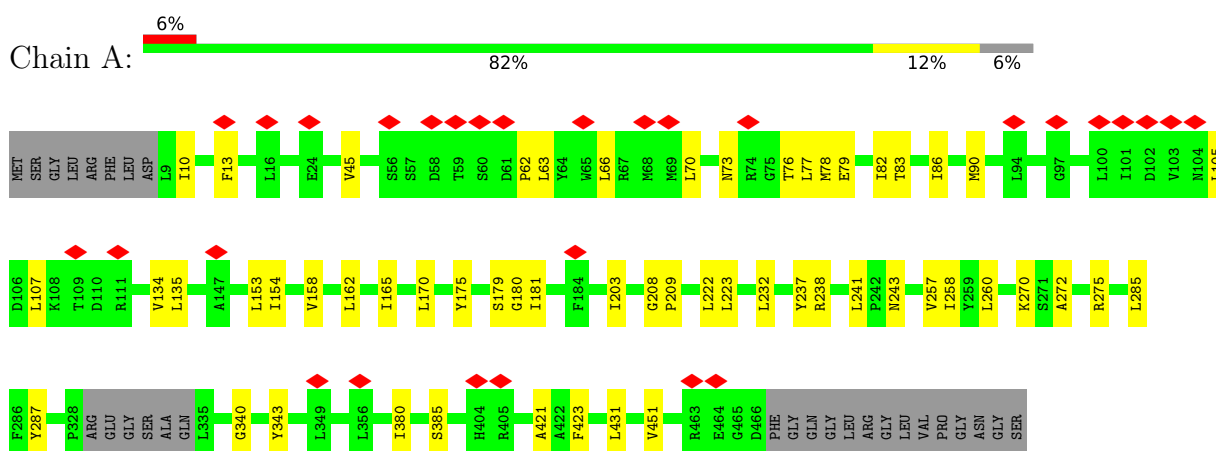 6%
Chain A:
82% 12% 6%
MET SER GLY LEU ARG PHE LEU ASP L9 I10 F13 L16 E24 V45 S56 S57 D58 T59 S60 D61 P62 L63 Y64 W65 L66 R67 M68 M69 L70 N73 R74 G75 T76 L77 M78 E79 I82 T83 I86 M90 L94 G97 L100 I101 D102 V103 N104 L105
D106 L107 K108 T109 D110 R111 V134 L135 A147 L153 I154 V158 L162 I165 L170 Y175 S179 G180 I181 F184 I203 G208 P209 L222 L223 L232 Y237 R238 L241 P242 N243 V257 I258 Y259 L260 K270 S271 A272 R275 L285
F286 Y287 P328 ARG GLU GLY SER ALA GLN L335 G340 Y343 L349 L356 I380 S385 H404 R405 A421 A422 F423 L431 V451 R463 E464 G465 D466 PHE GLY GLN GLY LEU ARG GLY LEU VAL PRO GLY ASN GLY SER